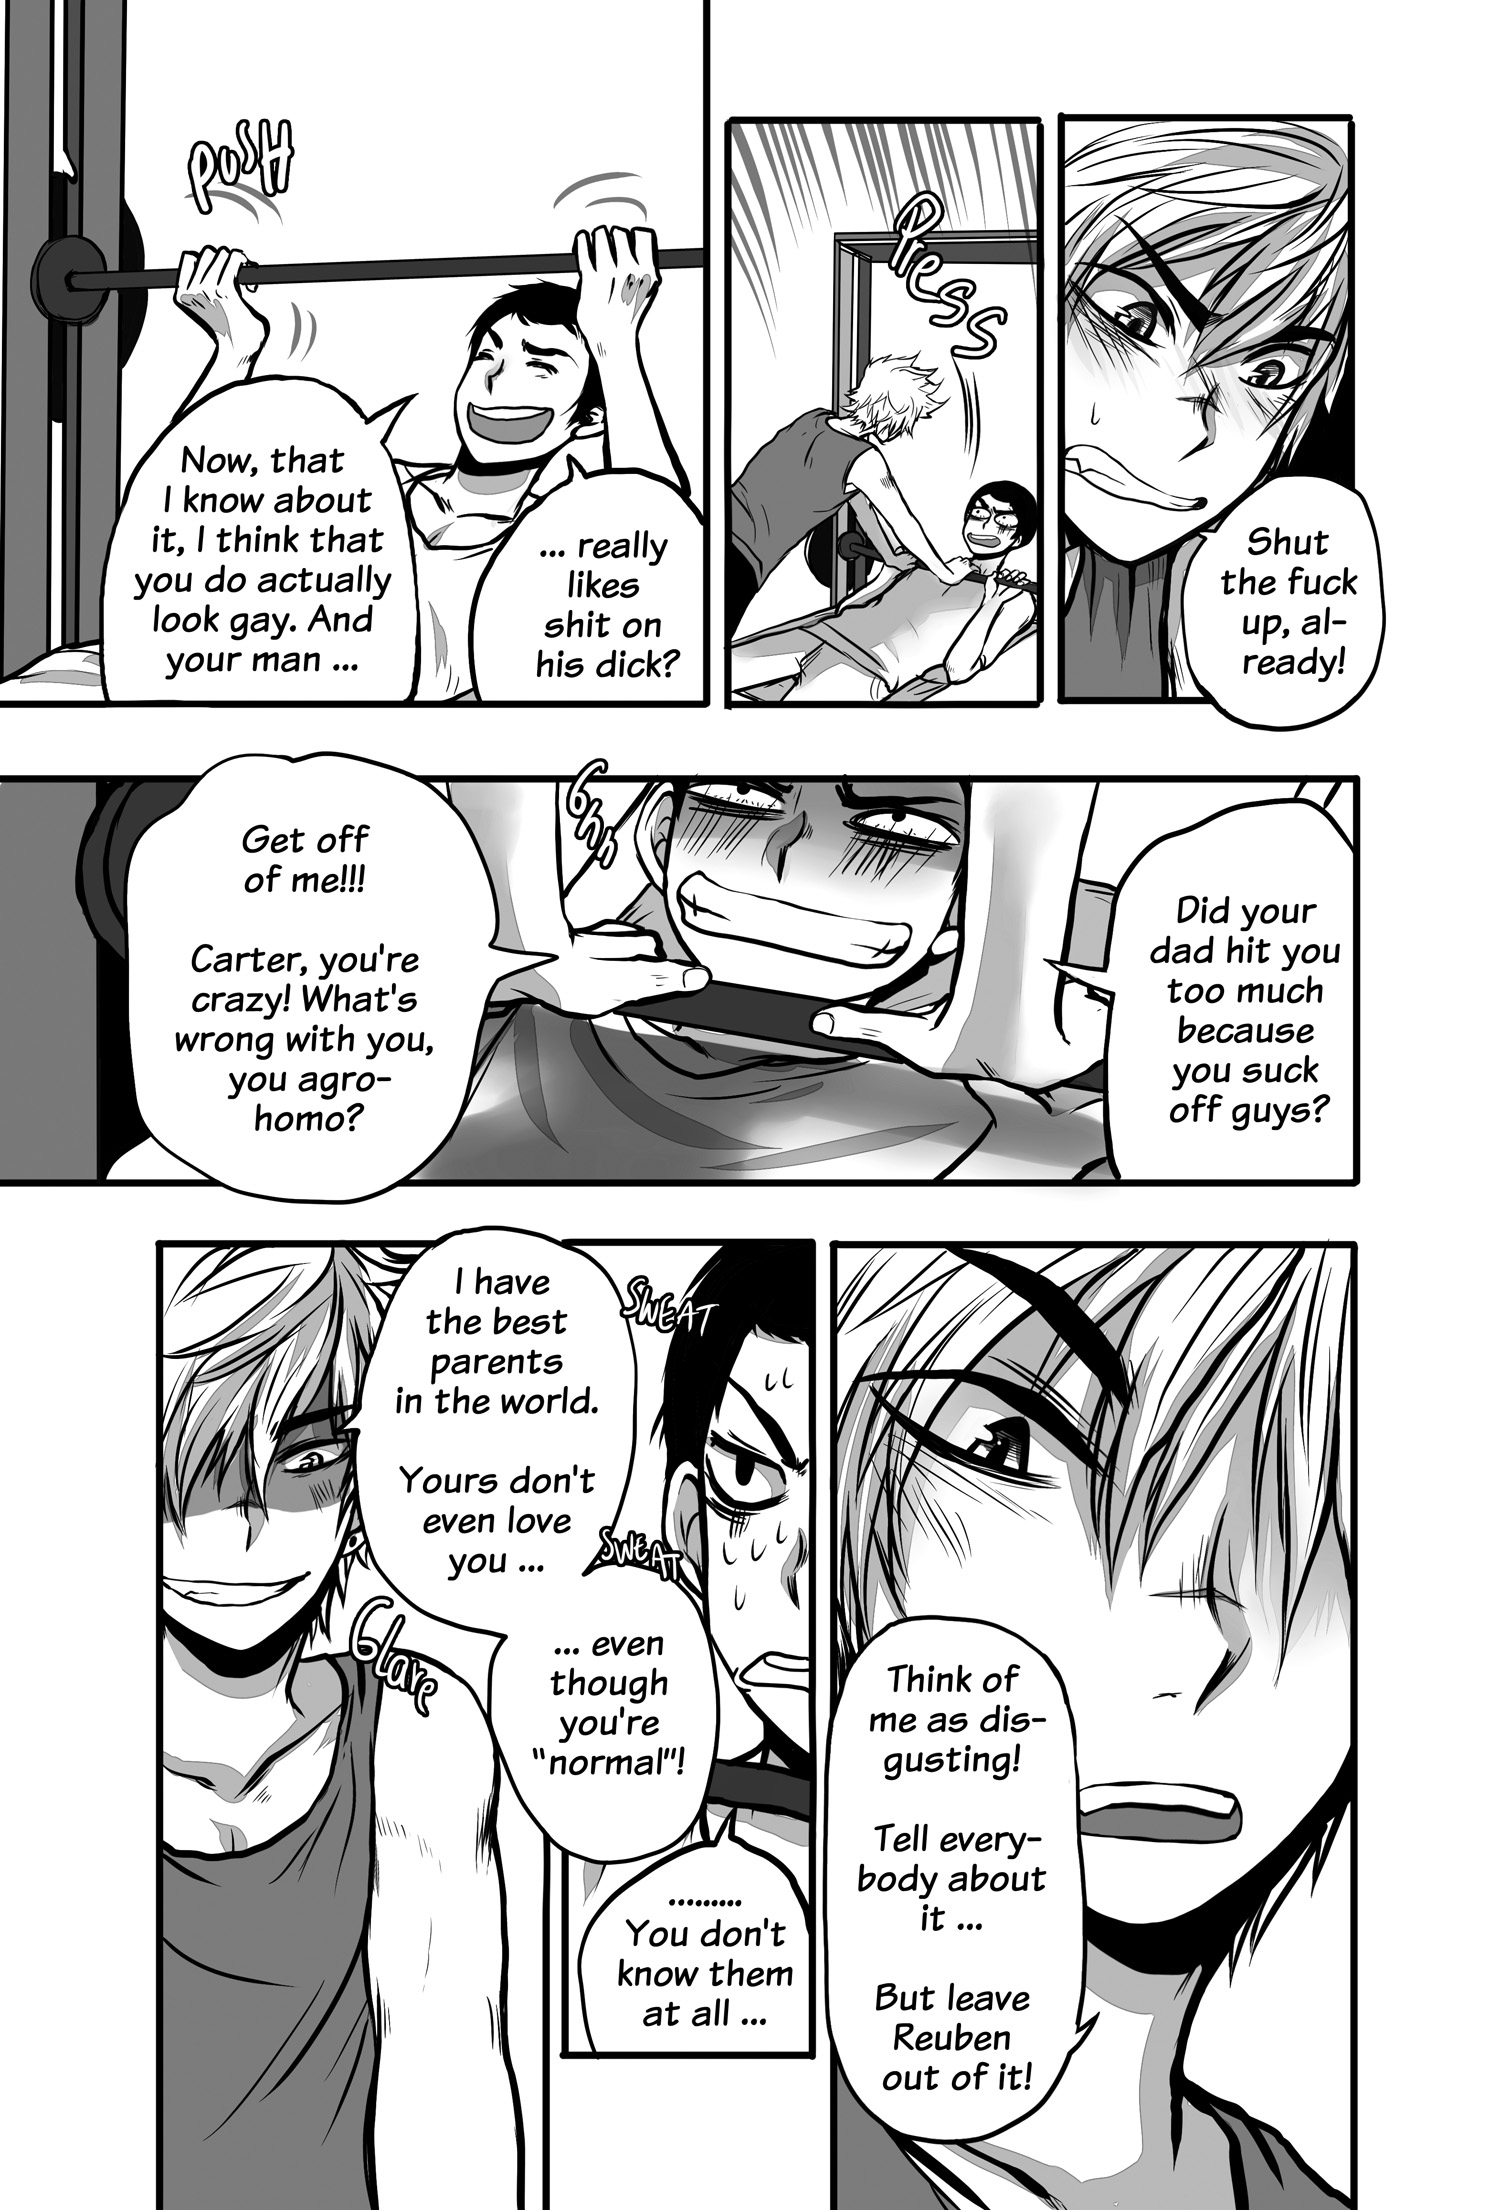 PUSH
Now, that
I know about
it, I think that
you do actually
look gay. And
your man ...
... really
likes
shit on
his dick?
Press
Shut
the fuck
up, al-
ready!
Get off
of me!!!
Carter, you're
crazy! What's
wrong with you,
you agro-
homo?
Ghh
Did your
dad hit you
too much
because
you suck
off guys?
I have
the best
parents
in the world.
Yours don't
even love
you ...
Glare
SWEAT
SWEAT
... even
though
you're
"normal"!
.........
You don't
know them
at all ...
Think of
me as dis-
gusting!
Tell every-
body about
it ...
But leave
Reuben
out of it!